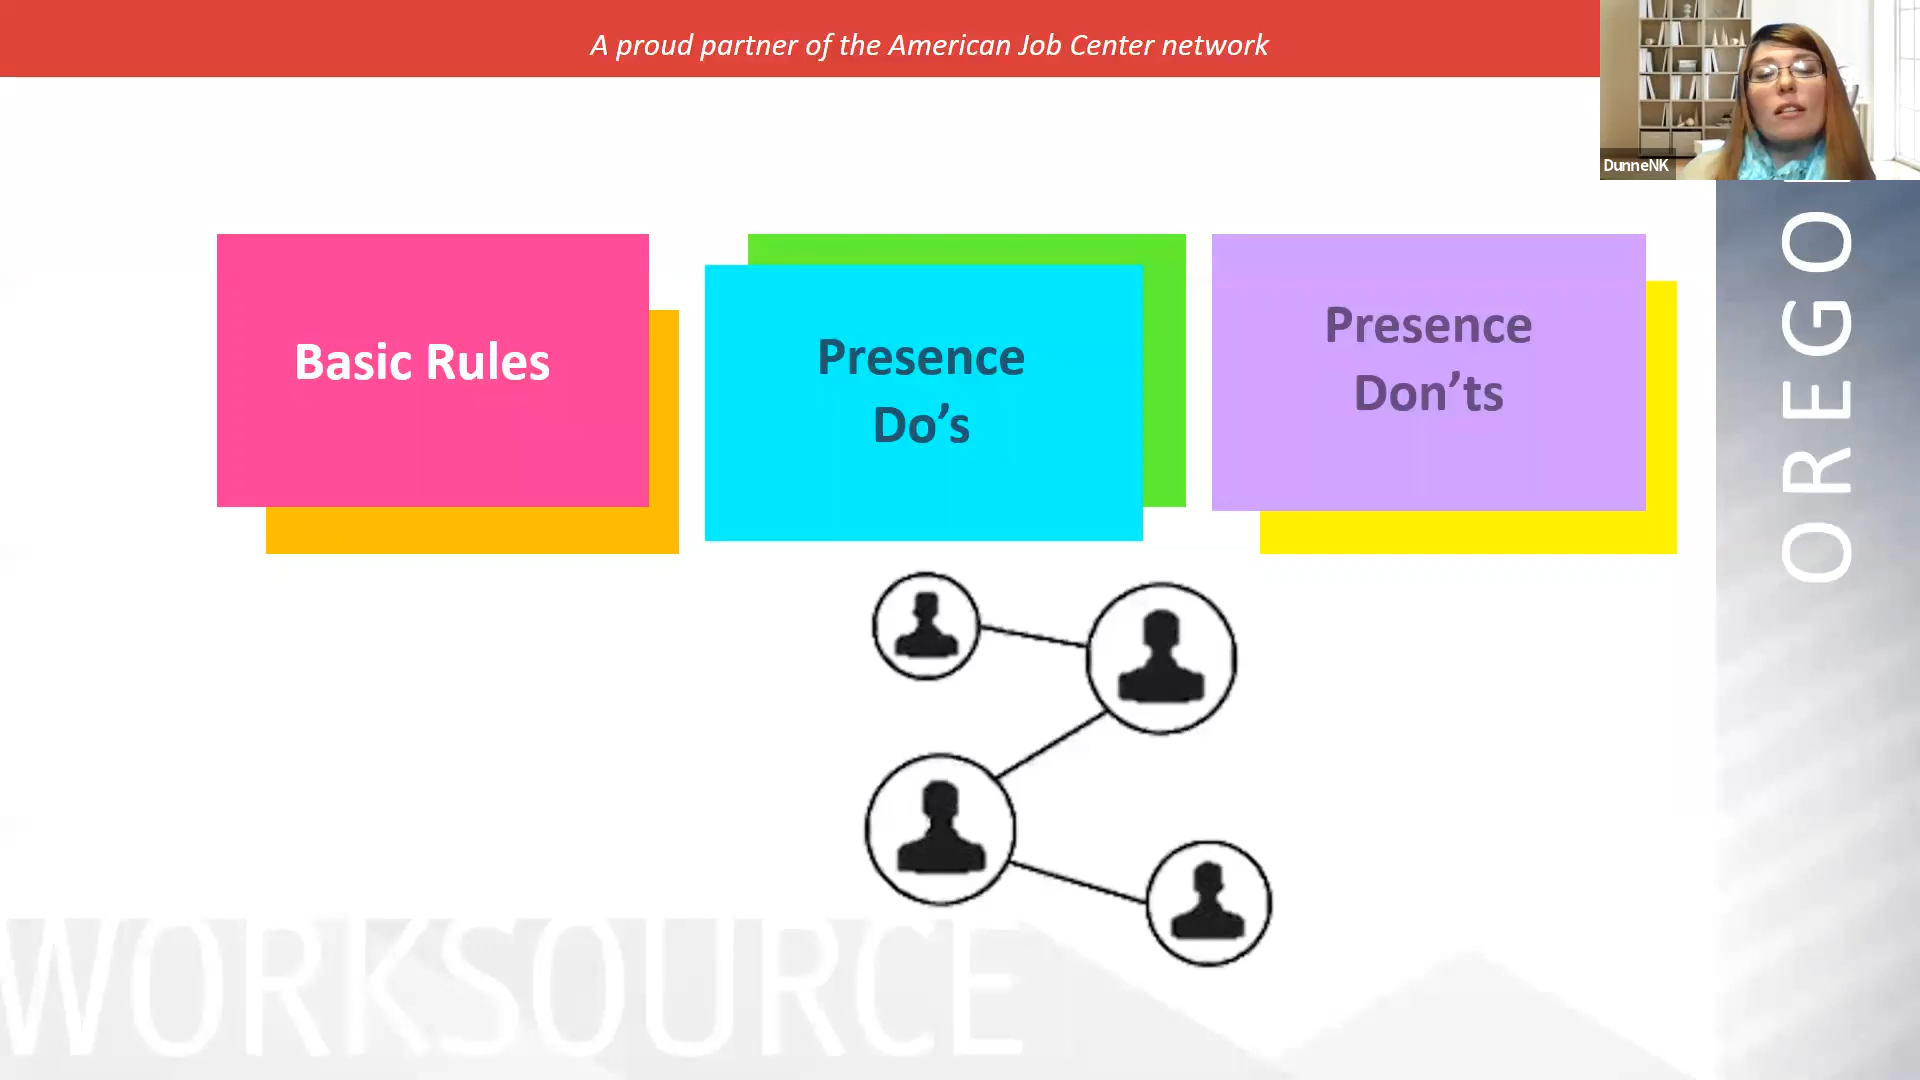 A proud partner of the American Job Center network
DunneNK
Basic Rules
Presence
Do’s
Presence
Don’ts
OREGO
WORKSOURCE